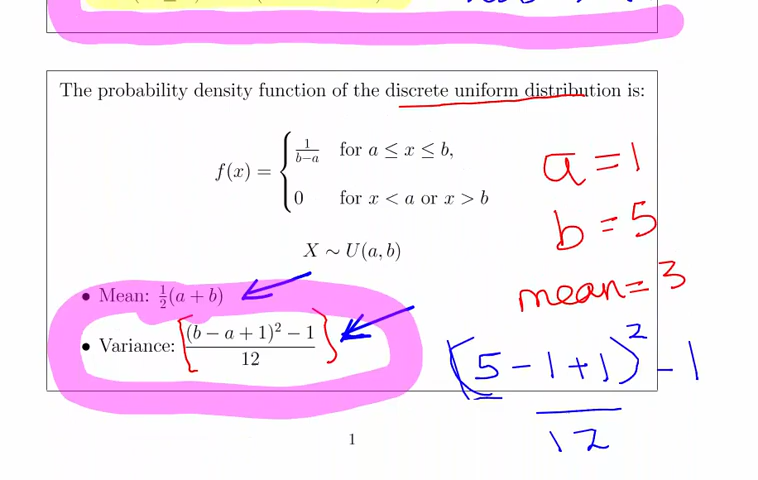 The probability density function of the discrete uniform distribution is:
f(x) = { 1/(b−a) for a ≤ x ≤ b,
0 for x < a or x > b
a = 1
b = 5
X ∼ U(a, b)
mean = 3
• Mean: ½(a + b)
• Variance: [(b − a + 1)² − 1 / 12]
(5 − 1 + 1)² − 1
12
1